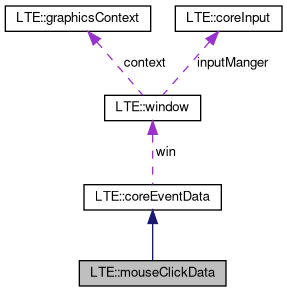 LTE::graphicsContext LTE::coreInput
context inputManger
LTE::window
win
LTE::coreEventData
LTE::mouseClickData